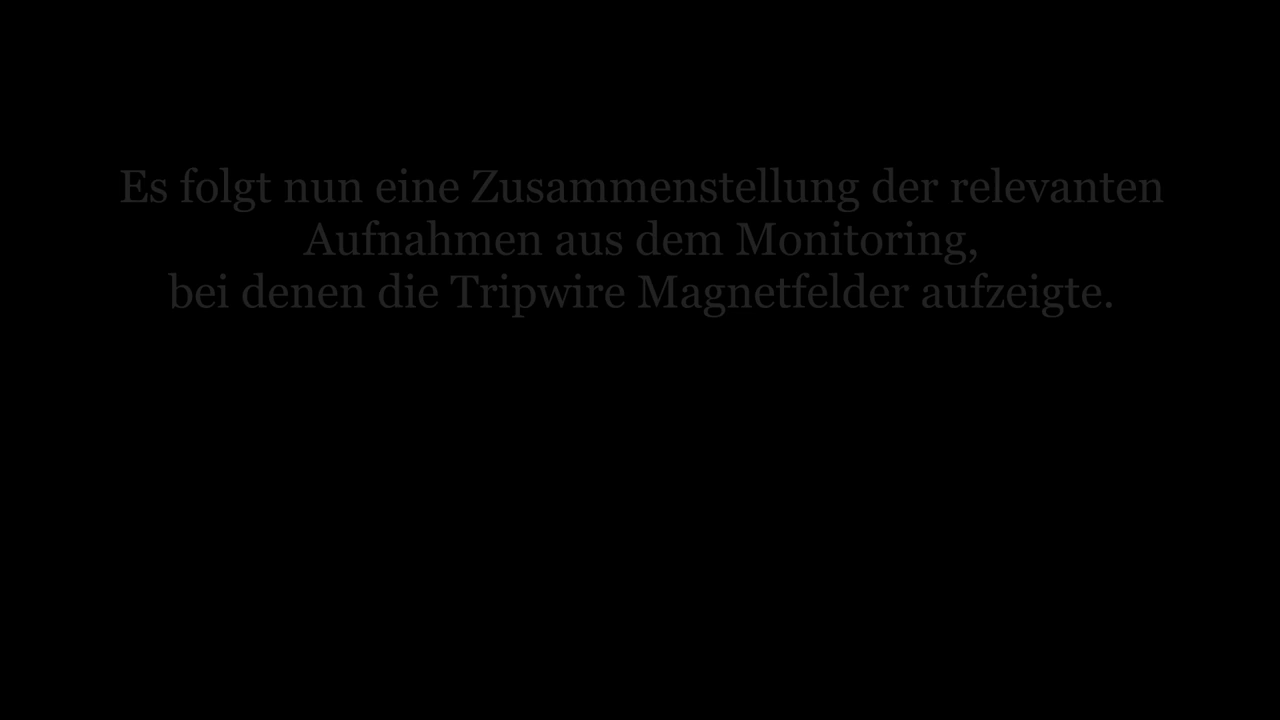 Es folgt nun eine Zusammenstellung der relevanten
Aufnahmen aus dem Monitoring,
bei denen die Tripwire Magnetfelder aufzeigte.